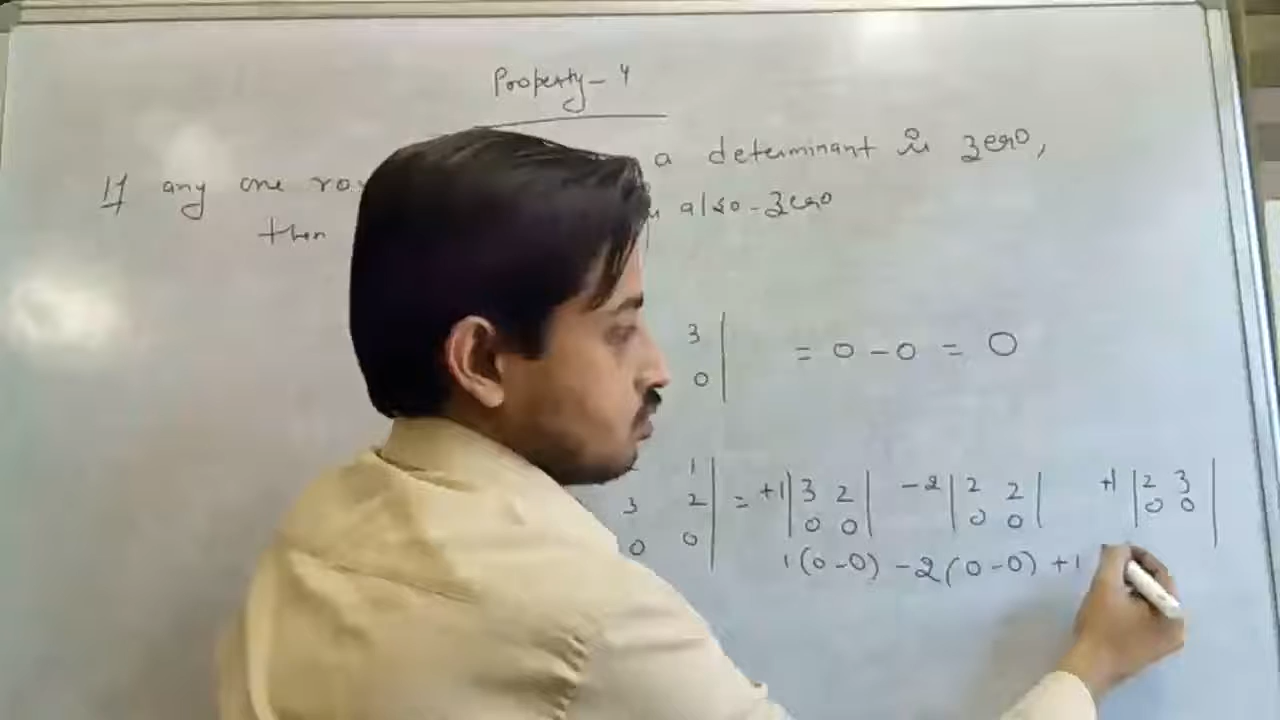 Property-4
If any one row a determinant is zero,
then also-zero
3
0 | = 0 - 0 = 0
1
3 2 | = +1 | 3 2 | -2 | 2 2 | +1 | 2 3 |
0 0 | | 0 0 | | 0 0 | | 0 0 |
1(0-0) -2(0-0) +1